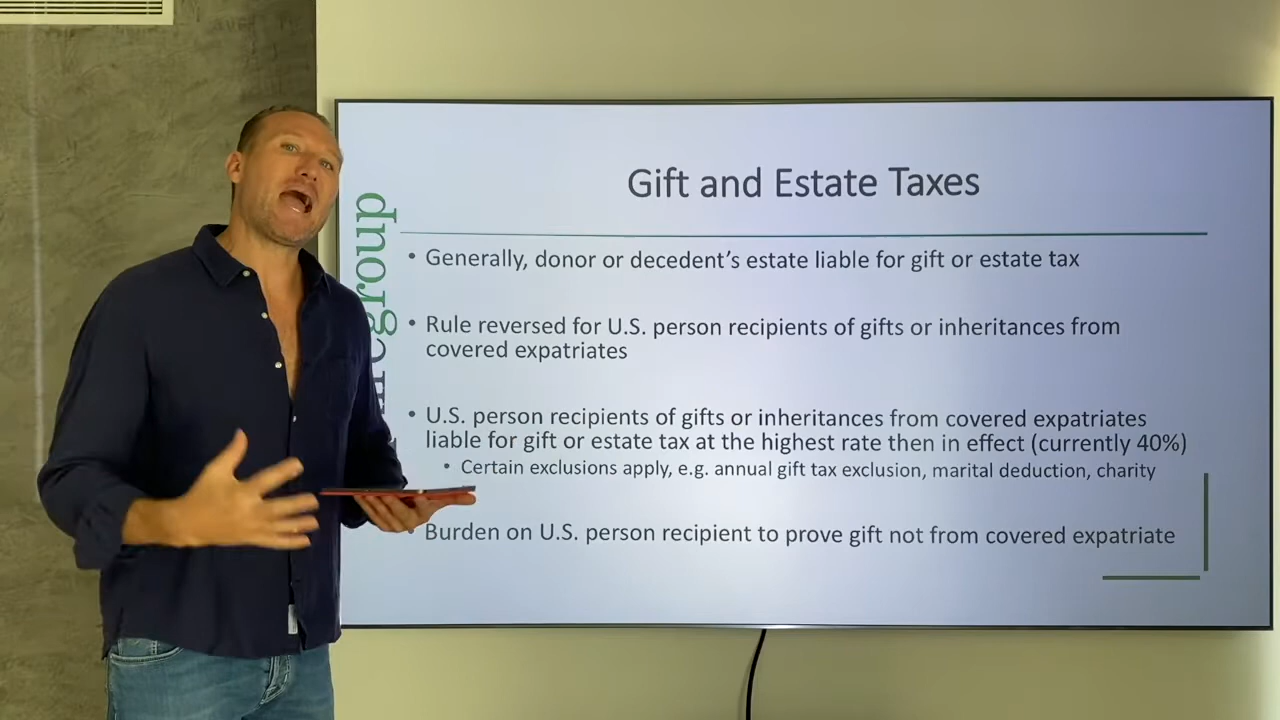 Gift and Estate Taxes
• Generally, donor or decedent's estate liable for gift or estate tax
• Rule reversed for U.S. person recipients of gifts or inheritances from
covered expatriates
• U.S. person recipients of gifts or inheritances from covered expatriates
liable for gift or estate tax at the highest rate then in effect (currently 40%)
• Certain exclusions apply, e.g. annual gift tax exclusion, marital deduction, charity
• Burden on U.S. person recipient to prove gift not from covered expatriate
group